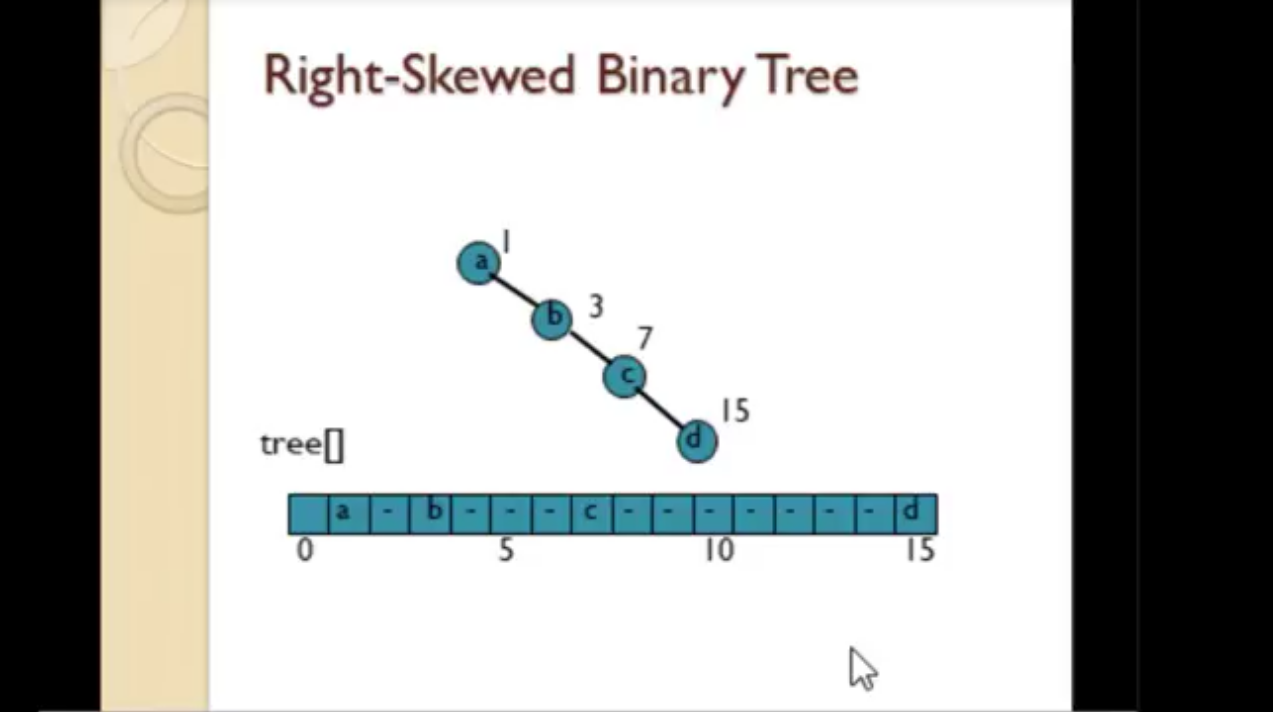 Right-Skewed Binary Tree
a 1
b 3
c 7
d 15
tree[]
a - b - - - c - - - - - - - d
0 5 10 15